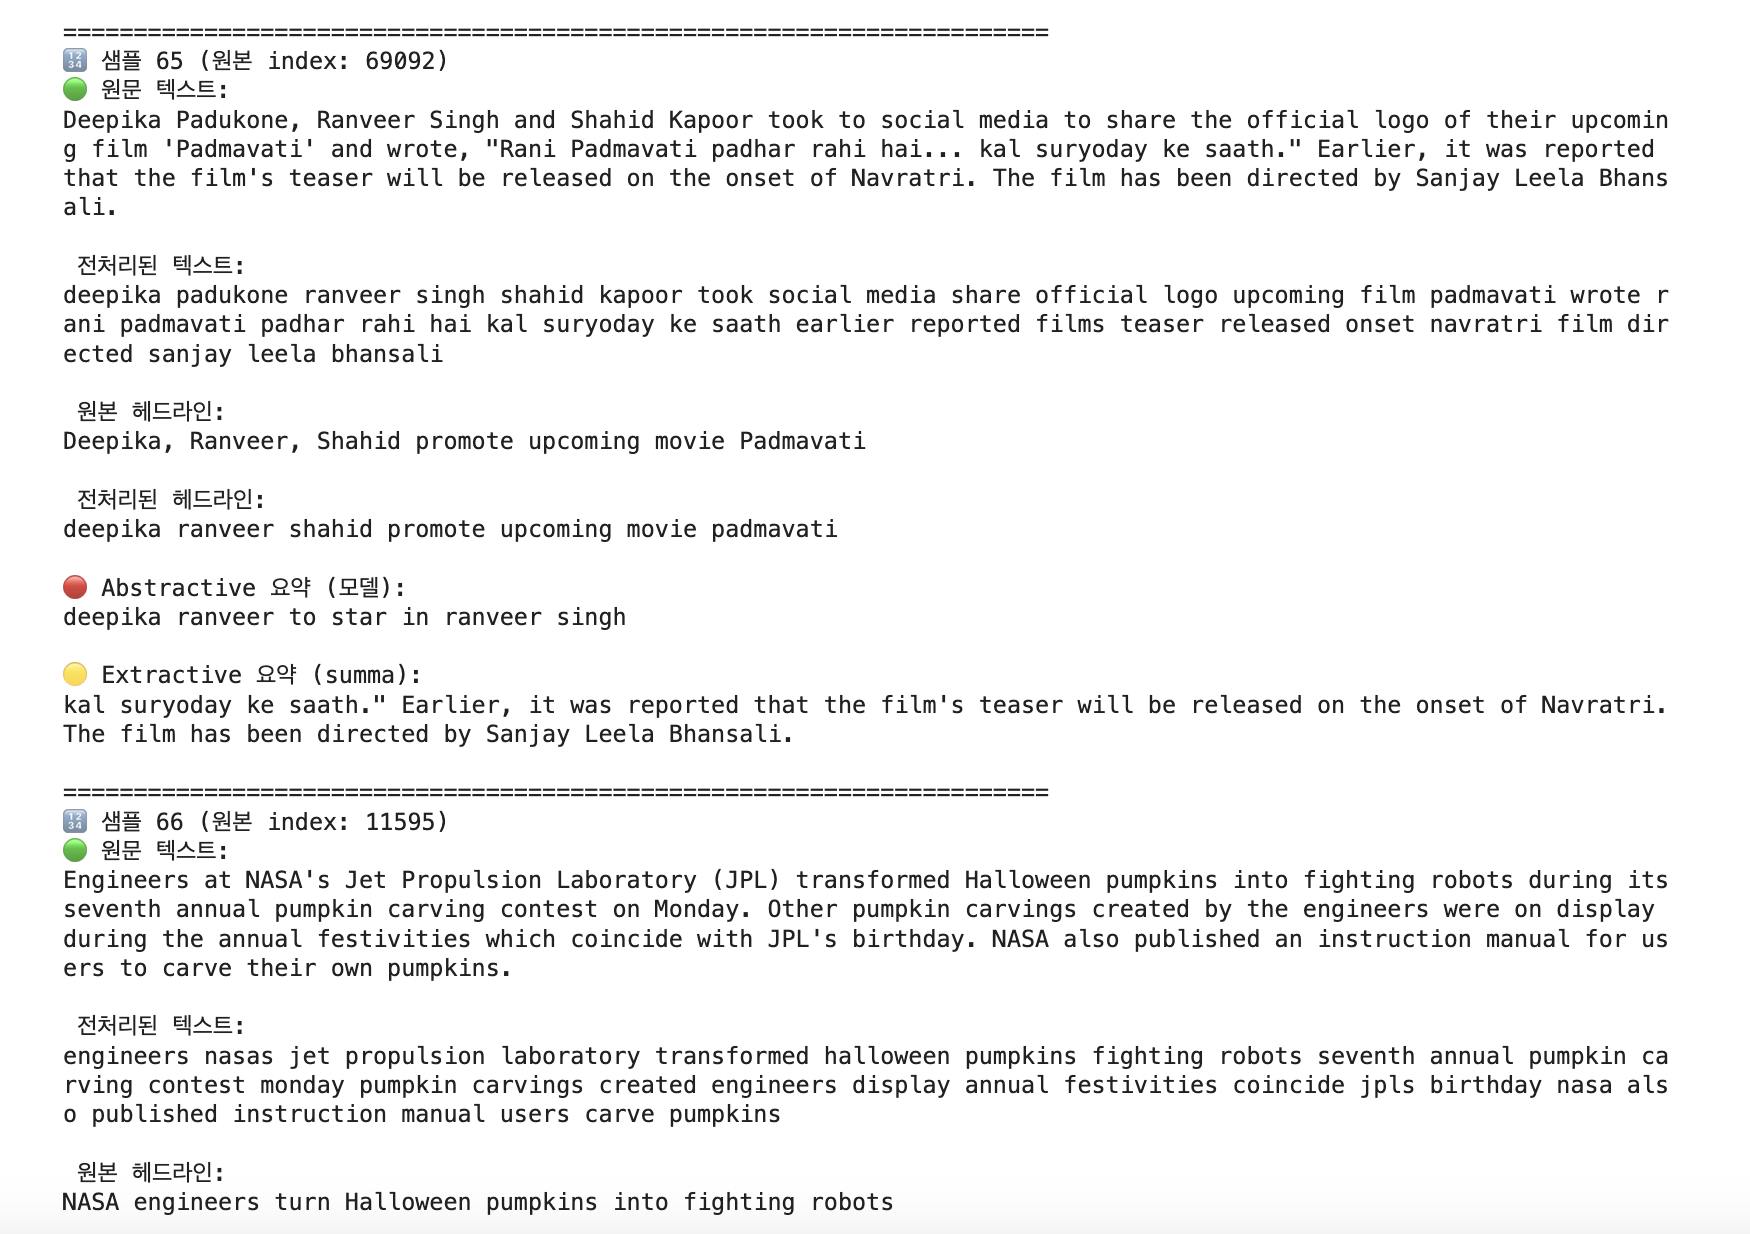 ======================================================================
🔢 샘플 65 (원본 index: 69092)
🟢 원문 텍스트:
Deepika Padukone, Ranveer Singh and Shahid Kapoor took to social media to share the official logo of their upcomin
g film 'Padmavati' and wrote, "Rani Padmavati padhar rahi hai... kal suryoday ke saath." Earlier, it was reported
that the film's teaser will be released on the onset of Navratri. The film has been directed by Sanjay Leela Bhans
ali.

전처리된 텍스트:
deepika padukone ranveer singh shahid kapoor took social media share official logo upcoming film padmavati wrote r
ani padmavati padhar rahi hai kal suryoday ke saath earlier reported films teaser released onset navratri film dir
ected sanjay leela bhansali

원본 헤드라인:
Deepika, Ranveer, Shahid promote upcoming movie Padmavati

전처리된 헤드라인:
deepika ranveer shahid promote upcoming movie padmavati

🔴 Abstractive 요약 (모델):
deepika ranveer to star in ranveer singh

🟡 Extractive 요약 (summa):
kal suryoday ke saath." Earlier, it was reported that the film's teaser will be released on the onset of Navratri.
The film has been directed by Sanjay Leela Bhansali.

======================================================================
🔢 샘플 66 (원본 index: 11595)
🟢 원문 텍스트:
Engineers at NASA's Jet Propulsion Laboratory (JPL) transformed Halloween pumpkins into fighting robots during its
seventh annual pumpkin carving contest on Monday. Other pumpkin carvings created by the engineers were on display
during the annual festivities which coincide with JPL's birthday. NASA also published an instruction manual for us
ers to carve their own pumpkins.

전처리된 텍스트:
engineers nasas jet propulsion laboratory transformed halloween pumpkins fighting robots seventh annual pumpkin ca
rving contest monday pumpkin carvings created engineers display annual festivities coincide jpls birthday nasa als
o published instruction manual users carve pumpkins

원본 헤드라인:
NASA engineers turn Halloween pumpkins into fighting robots